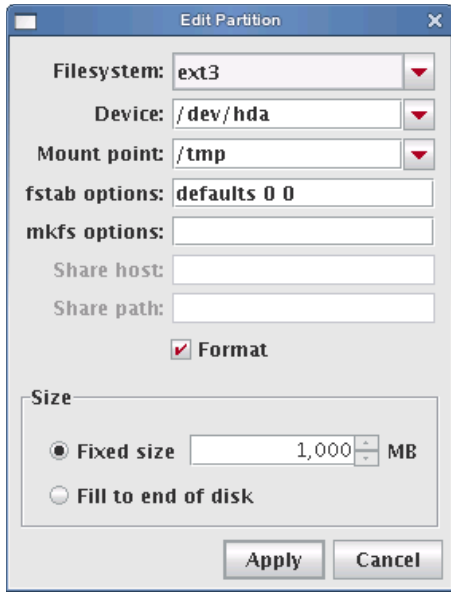 Edit Partition
Filesystem: ext3
Device: /dev/hda
Mount point: /tmp
fstab options: defaults 0 0
mkfs options:
Share host:
Share path:
Format
Size
Fixed size 1,000 MB
Fill to end of disk
Apply Cancel